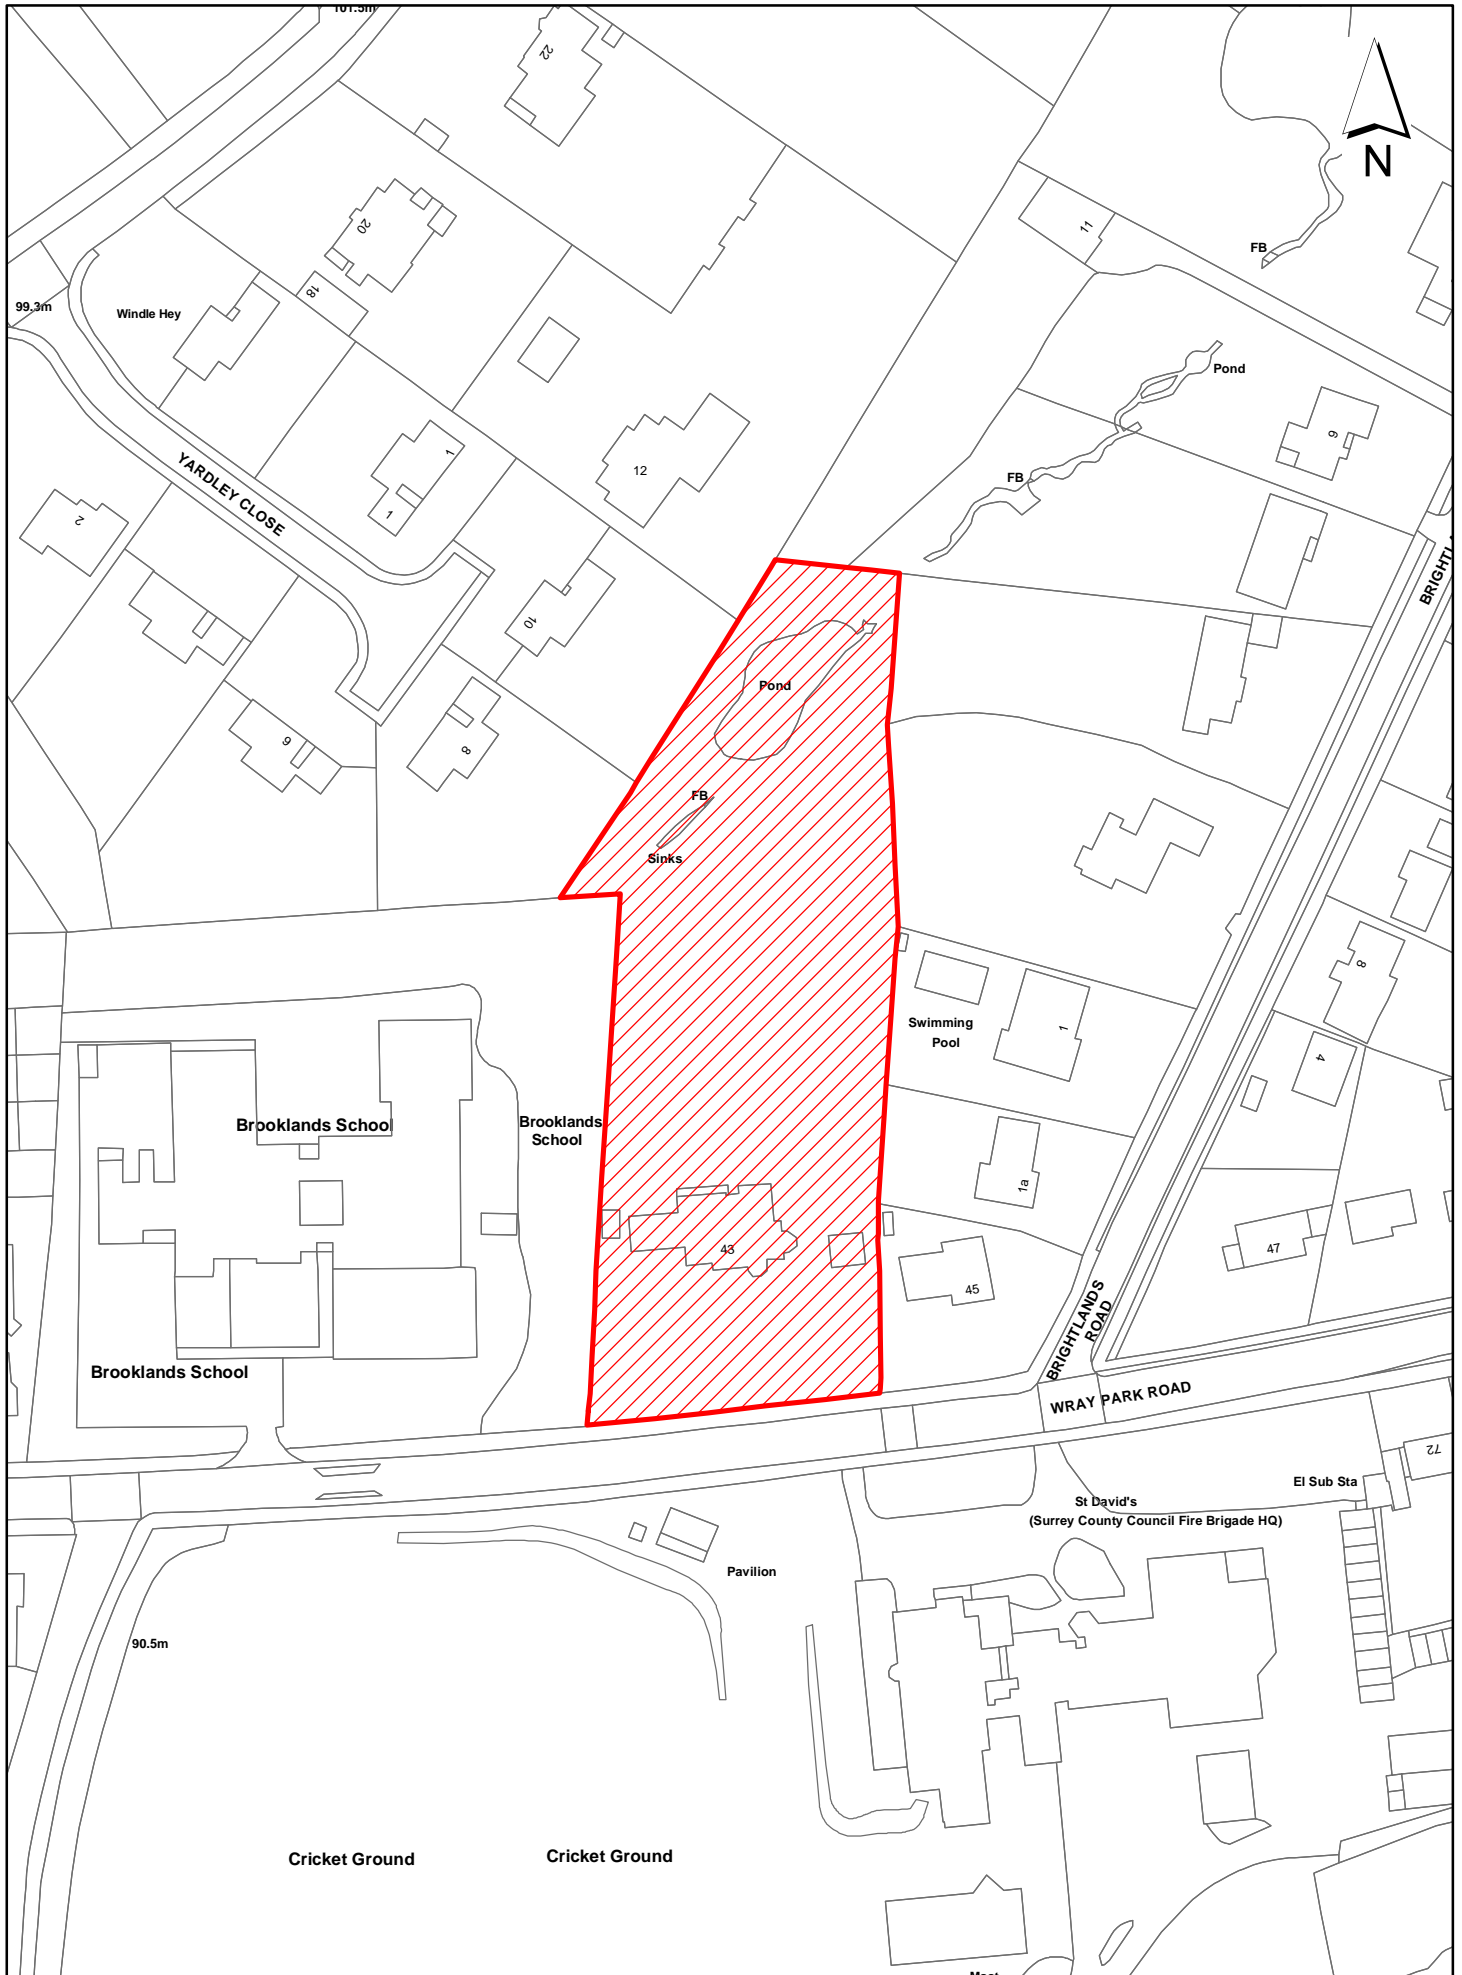 101.5m
22
N
20
11
FB
18
99.3m
Windle Hey
Pond
9
1
12
YARDLEY CLOSE
FB
1
2
BRIGHTL
10
Pond
6
8
FB
Sinks
8
Swimming
Pool
1
4
Brooklands School
Brooklands
School
1a
43
47
45
BRIGHTLANDS
ROAD
Brooklands School
WRAY PARK ROAD
72
El Sub Sta
St David's
(Surrey County Council Fire Brigade HQ)
Pavilion
90.5m
Cricket Ground
Cricket Ground